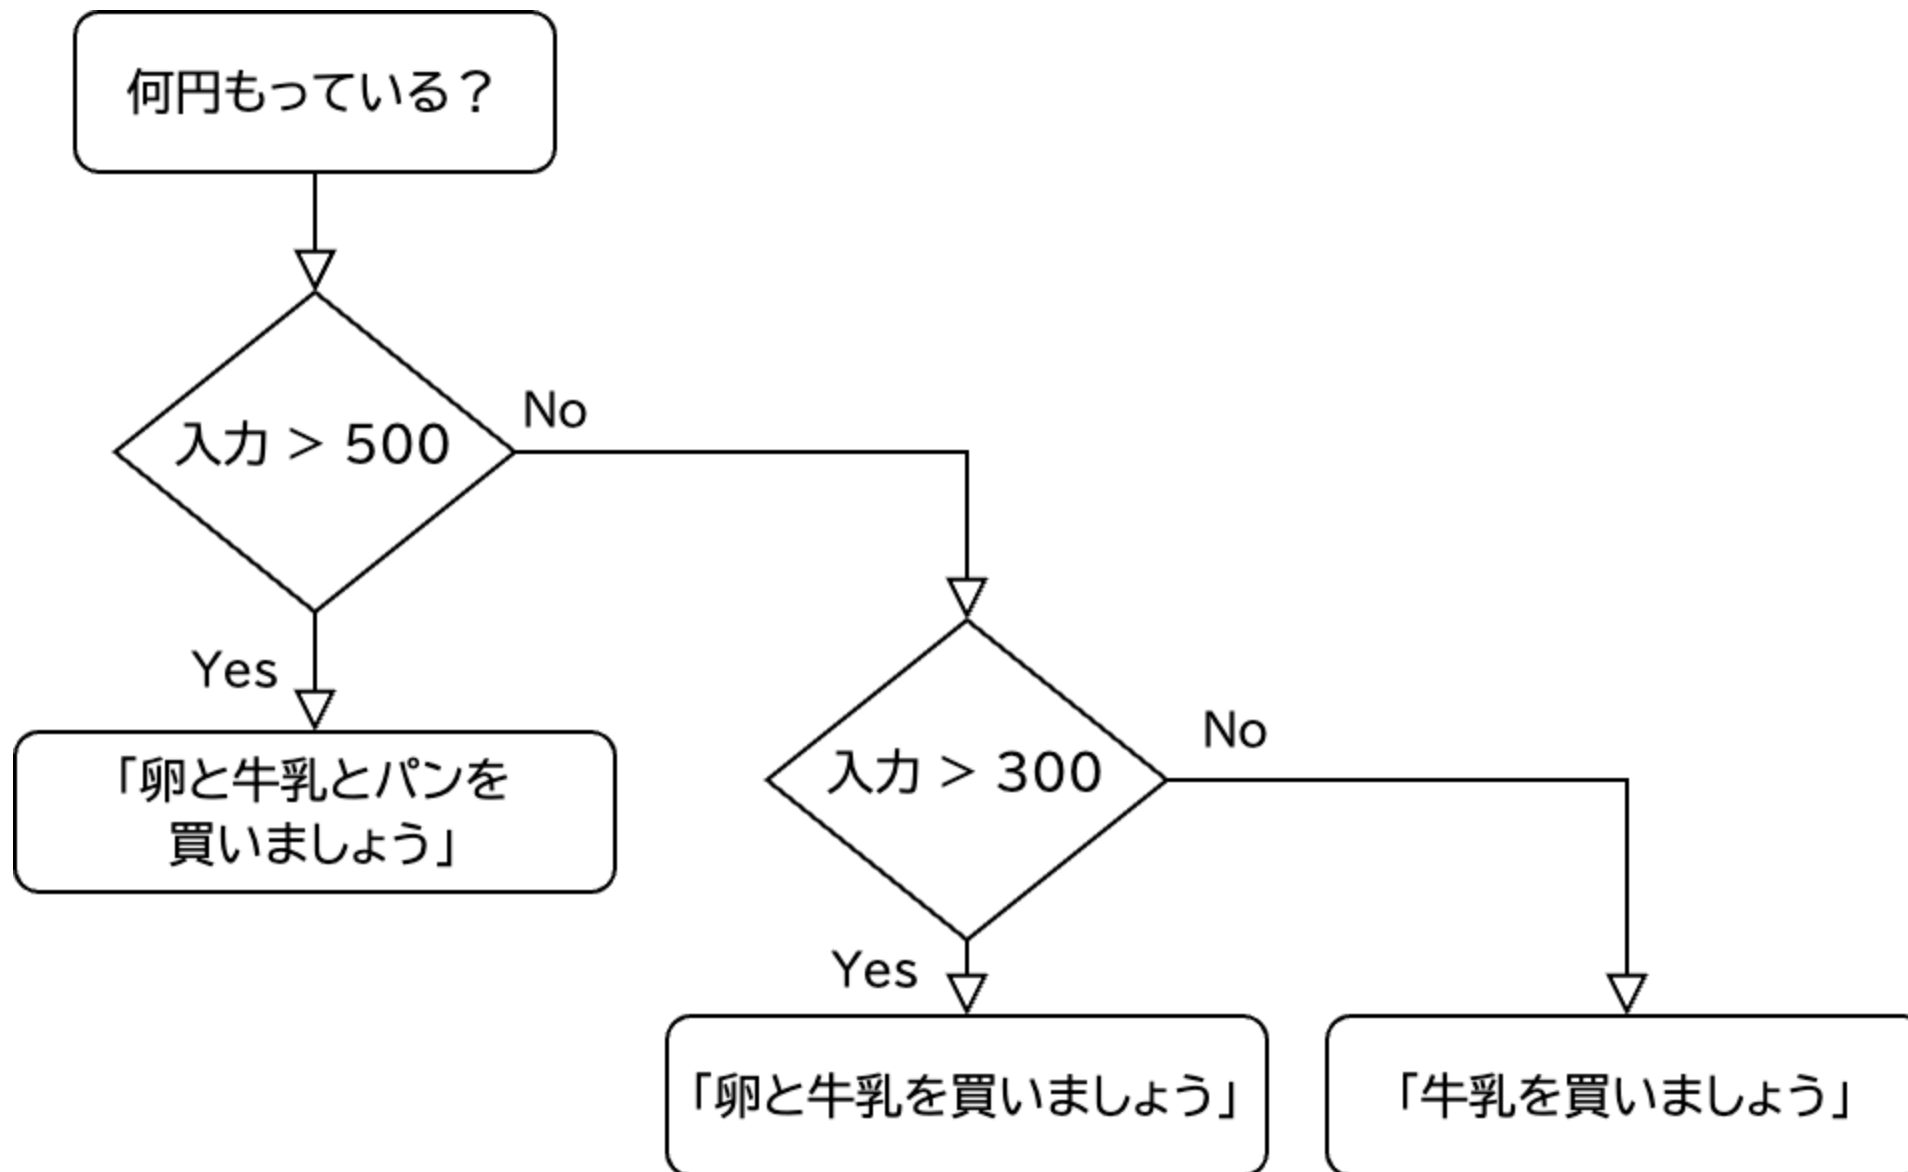 何円もっている？
入力 > 500
No
Yes
「卵と牛乳とパンを
買いましょう」
入力 > 300
No
Yes
「卵と牛乳を買いましょう」
「牛乳を買いましょう」